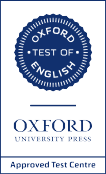 OXFORD
TEST OF
ENGLISH
OXFORD
UNIVERSITY PRESS
Approved Test Centre